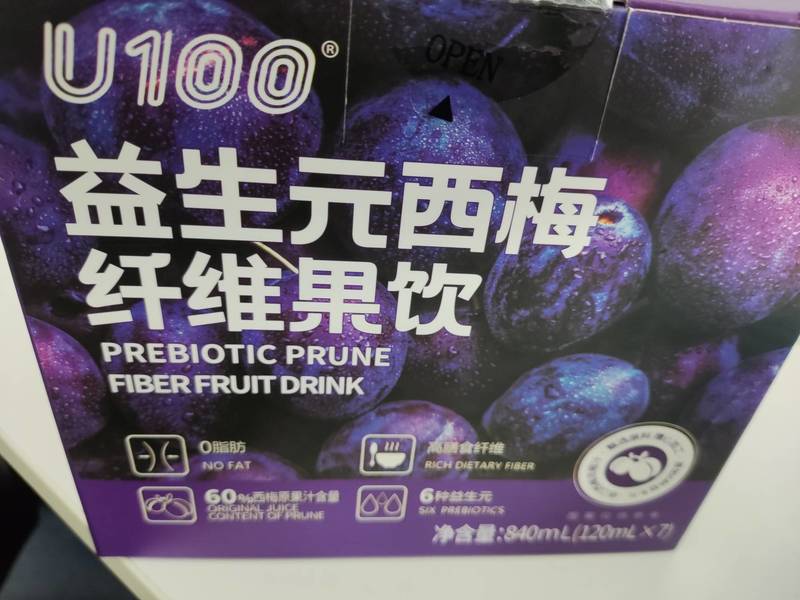 U100®
OPEN
益生元西梅
纤维果饮
PREBIOTIC PRUNE
FIBER FRUIT DRINK
0脂肪
NO FAT
高膳食纤维
RICH DIETARY FIBER
60%西梅原果汁含量
ORIGINAL JUICE
CONTENT OF PRUNE
6种益生元
SIX PREBIOTICS
净含量:840mL(120mL×7)